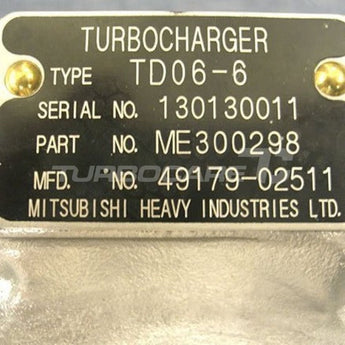 TURBOCHARGER
TYPE TD06-6
SERIAL NO. 130130011
PART NO. ME300298
MFD. NO. 49179-02511
MITSUBISHI HEAVY INDUSTRIES LTD.